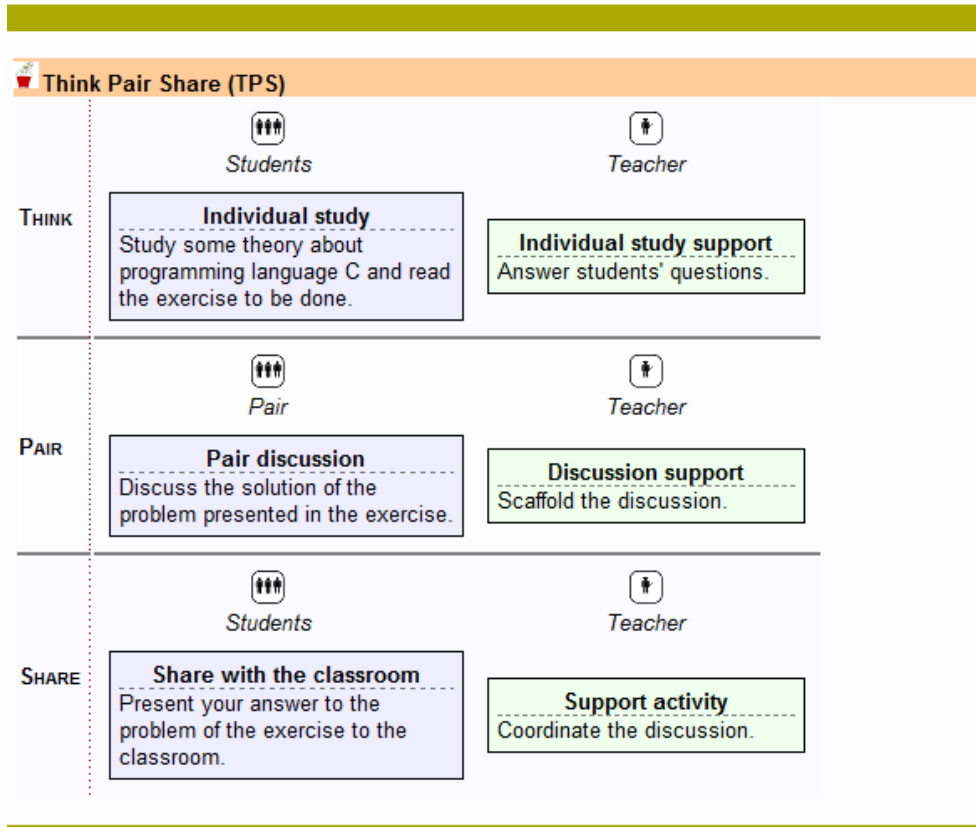 Think Pair Share (TPS)
Students
Teacher
THINK
Individual study
Study some theory about
programming language C and read
the exercise to be done.
Individual study support
Answer students' questions.
Pair
Teacher
PAIR
Pair discussion
Discuss the solution of the
problem presented in the exercise.
Discussion support
Scaffold the discussion.
Students
Teacher
SHARE
Share with the classroom
Present your answer to the
problem of the exercise to the
classroom.
Support activity
Coordinate the discussion.